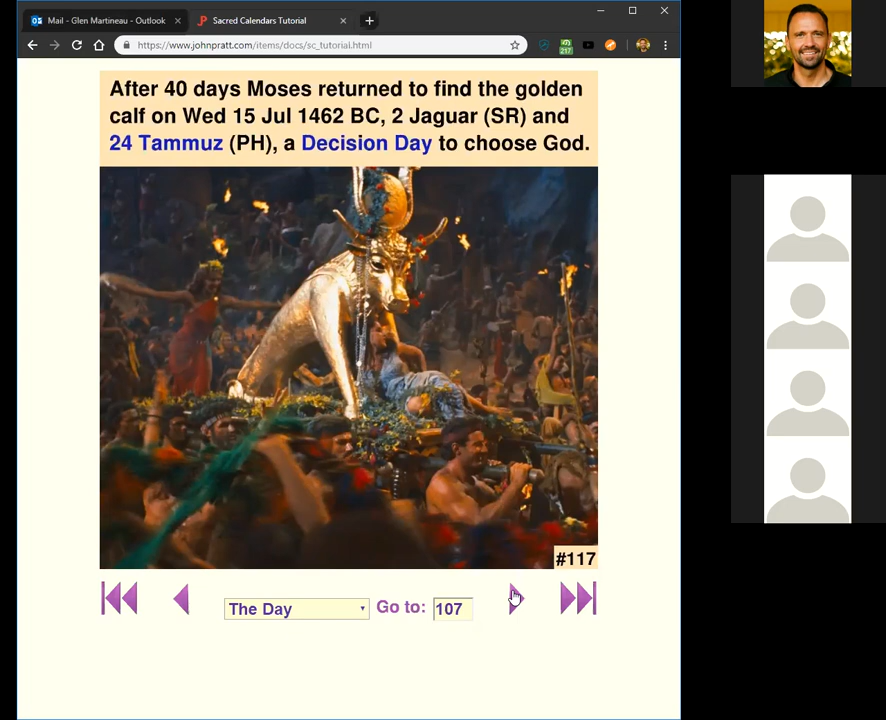 Mail - Glen Martineau - Outlook
Sacred Calendars Tutorial
https://www.johnpratt.com/items/docs/sc_tutorial.html
217
After 40 days Moses returned to find the golden
calf on Wed 15 Jul 1462 BC, 2 Jaguar (SR) and
24 Tammuz (PH), a Decision Day to choose God.
#117
The Day
Go to: 107